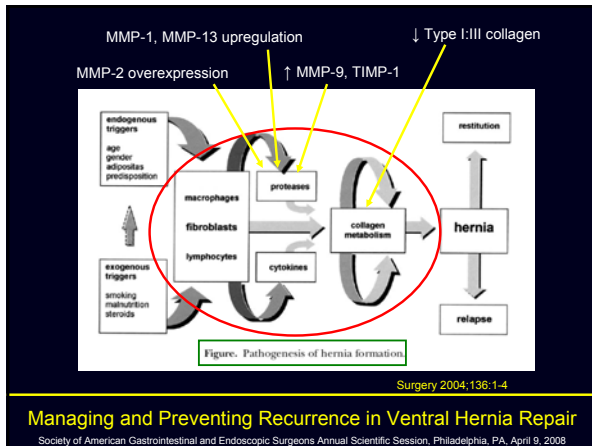 MMP-1, MMP-13 upregulation
↓ Type I:III collagen
MMP-2 overexpression
↑ MMP-9, TIMP-1
endogenous
triggers
age
gender
adipositas
predisposition
exogenous
triggers
smoking
malnutrition
steroids
macrophages
fibroblasts
lymphocytes
proteases
cytokines
collagen
metabolism
restitution
hernia
relapse
Figure. Pathogenesis of hernia formation.
Surgery 2004;136:1-4
Managing and Preventing Recurrence in Ventral Hernia Repair
Society of American Gastrointestinal and Endoscopic Surgeons Annual Scientific Session, Philadelphia, PA, April 9, 2008